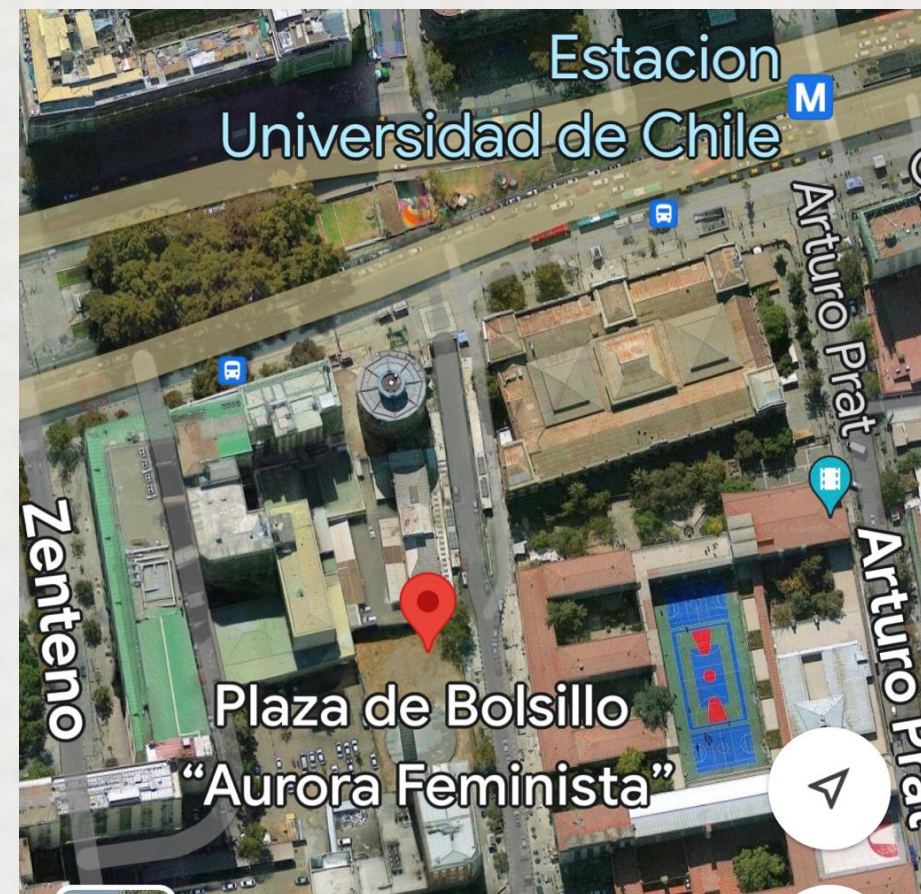 Estacion
Universidad de Chile
M
Arturo Prat
Zenteno
Arturo Prat
Plaza de Bolsillo
“Aurora Feminista”